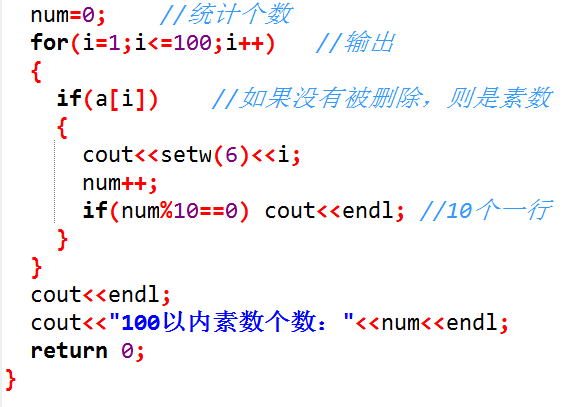 num=0;    //统计个数
for(i=1;i<=100;i++)   //输出
{
  if(a[i])    //如果没有被删除，则是素数
  {
    cout<<setw(6)<<i;
    num++;
    if(num%10==0) cout<<endl; //10个一行
  }
}
cout<<endl;
cout<<"100以内素数个数："<<num<<endl;
return 0;
}